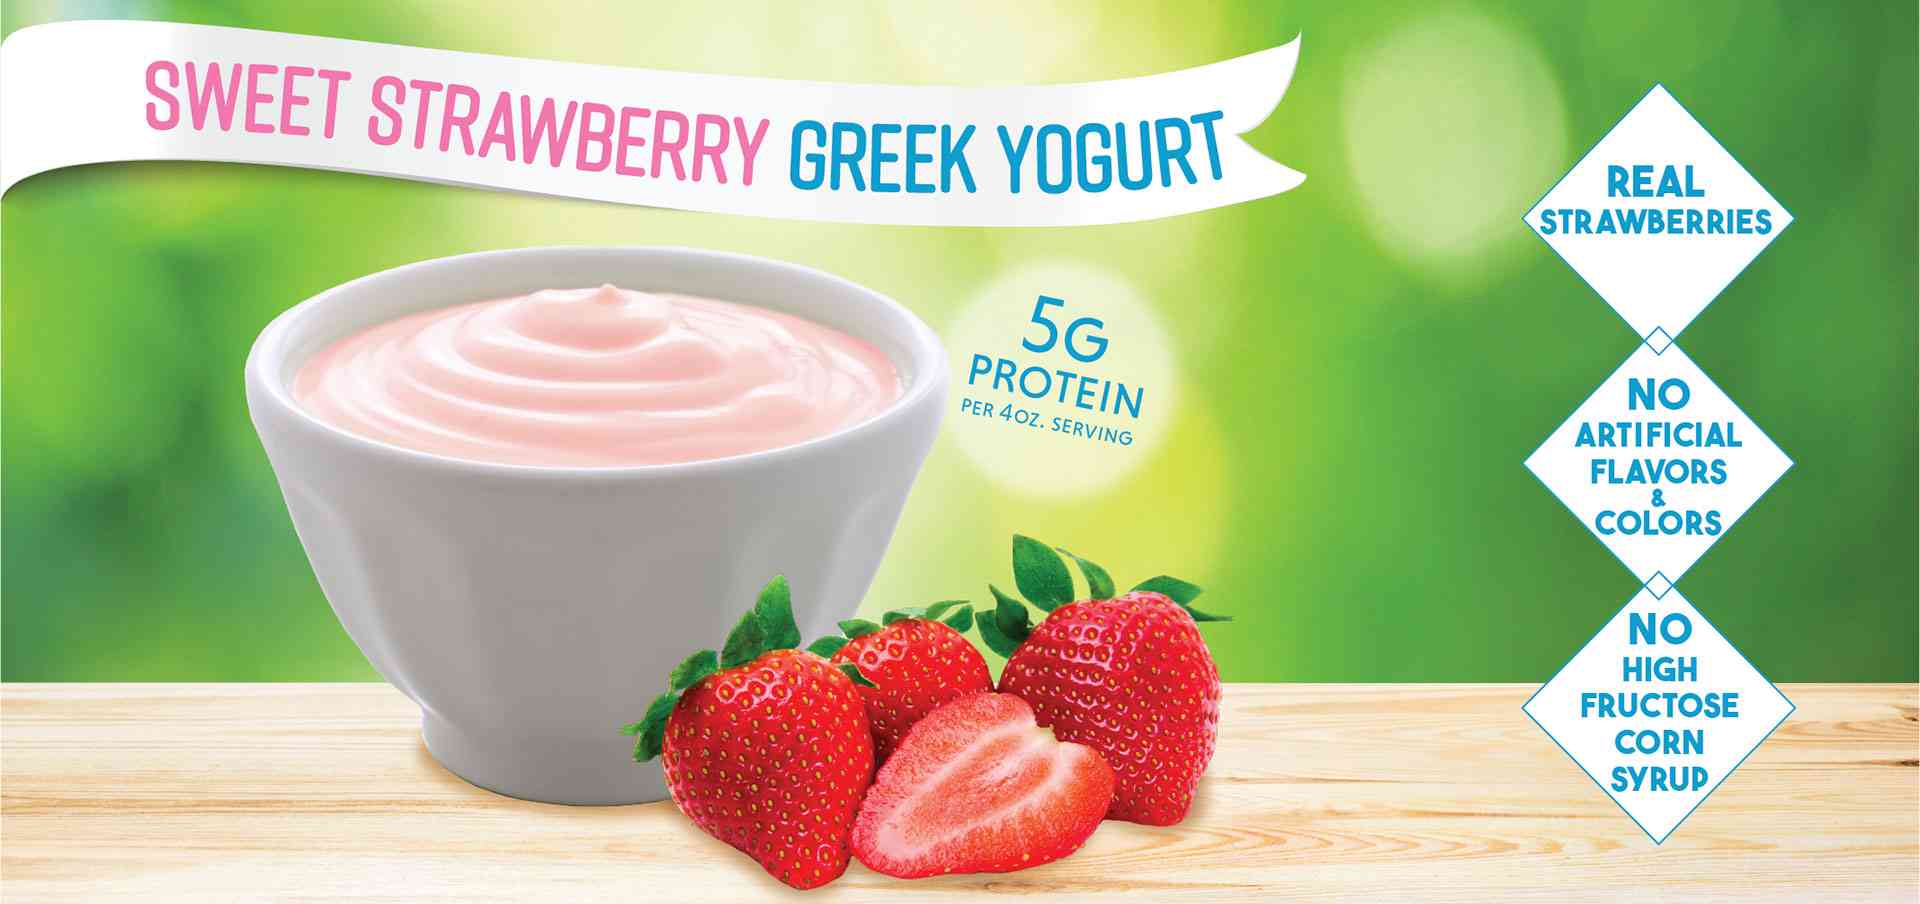 SWEET STRAWBERRY GREEK YOGURT
5G
PROTEIN
PER 4OZ. SERVING
REAL
STRAWBERRIES
NO
ARTIFICIAL
FLAVORS
&
COLORS
NO
HIGH
FRUCTOSE
CORN
SYRUP